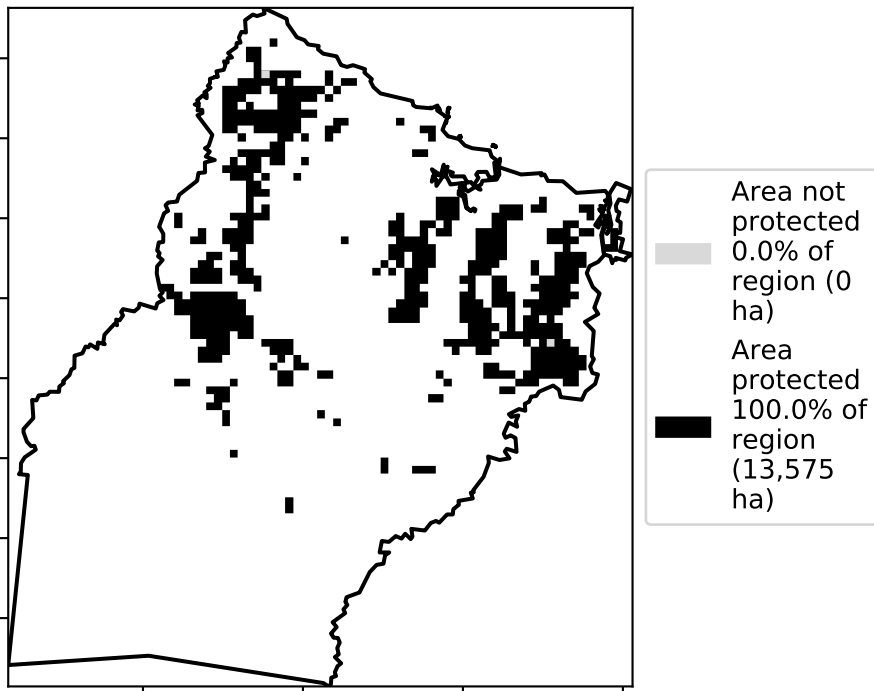 Area not
protected
0.0% of
region (0
ha)
Area
protected
100.0% of
region
(13,575
ha)